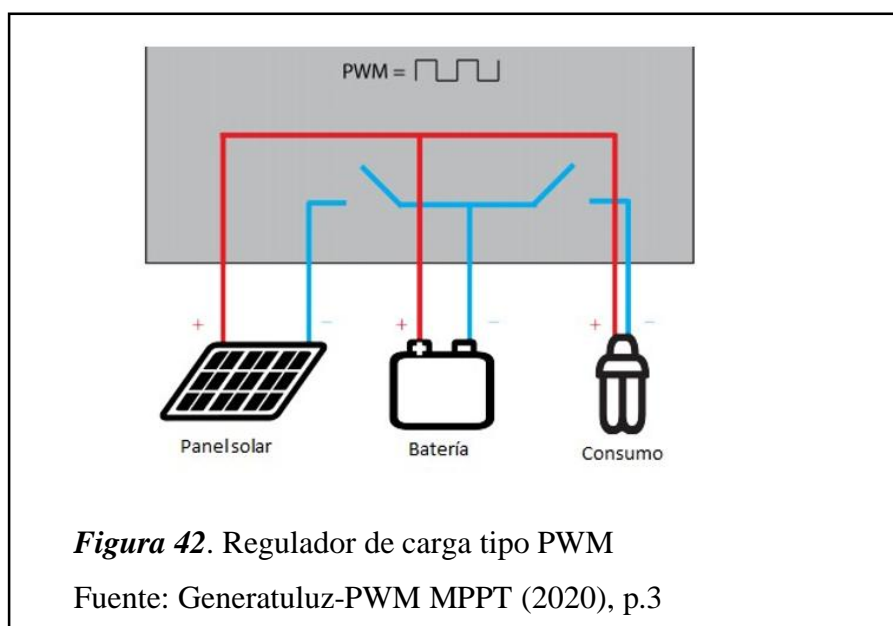 PWM =
+ − + − + −
Panel solar Batería Consumo
Figura 42. Regulador de carga tipo PWM
Fuente: Generatuluz-PWM MPPT (2020), p.3